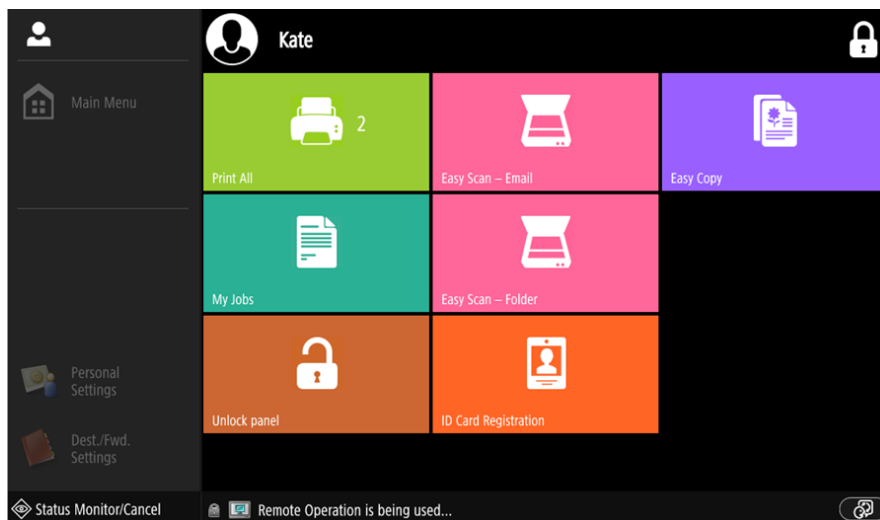 Kate
Main Menu
2
Print All
Easy Scan – Email
Easy Copy
My Jobs
Easy Scan – Folder
Personal
Settings
Unlock panel
ID Card Registration
Dest./Fwd.
Settings
Status Monitor/Cancel
Remote Operation is being used...